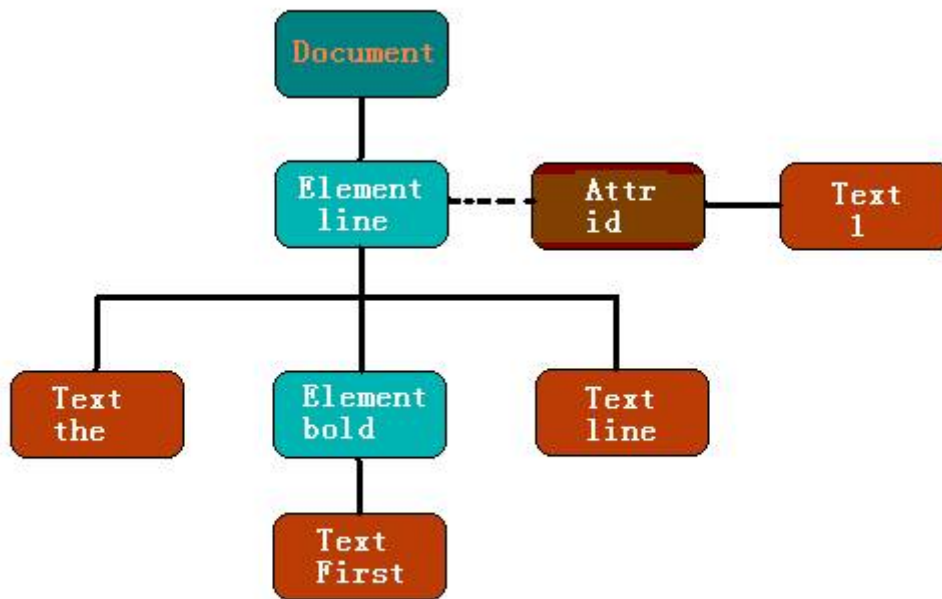 Document
Element
line
Attr
id
Text
1
Text
the
Element
bold
Text
line
Text
First